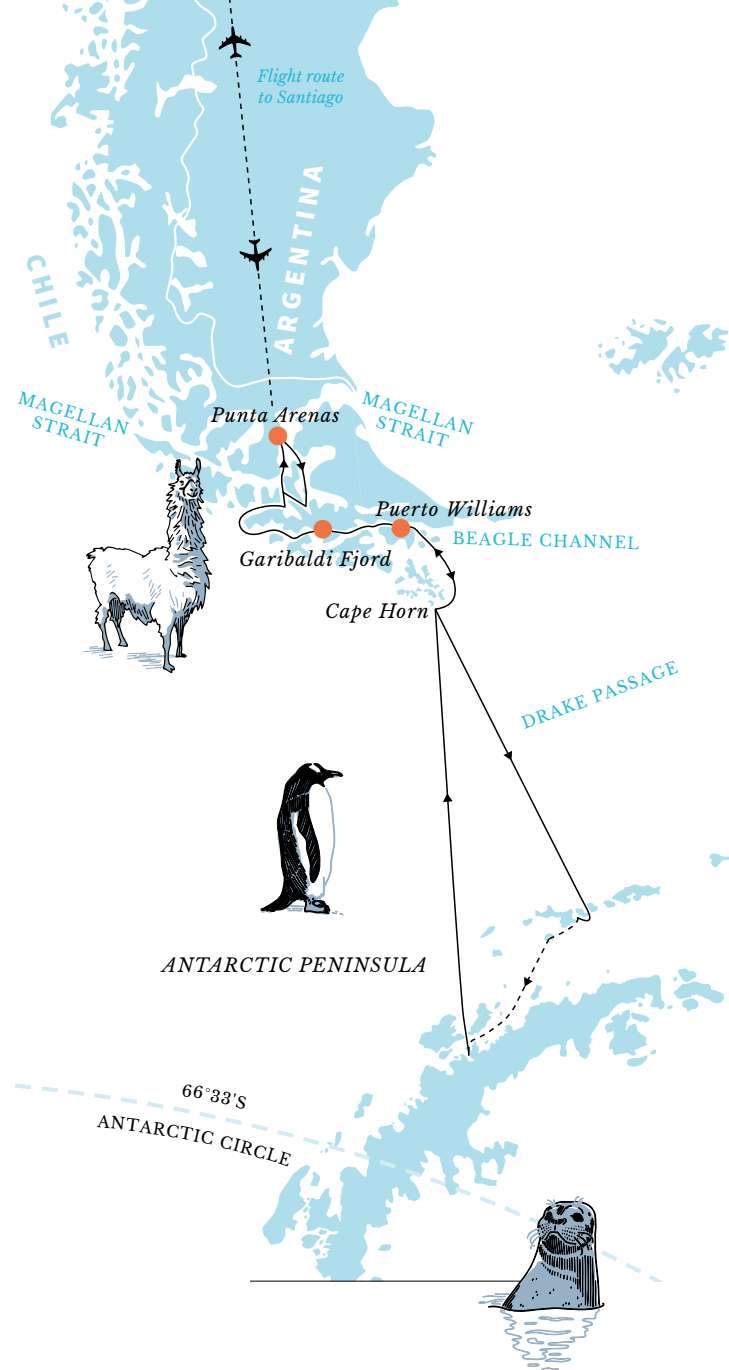 Flight route
to Santiago
ARGENTINA
CHILE
MAGELLAN
STRAIT
MAGELLAN
STRAIT
Punta Arenas
Puerto Williams
BEAGLE CHANNEL
Garibaldi Fjord
Cape Horn
DRAKE PASSAGE
ANTARCTIC PENINSULA
66°33'S
ANTARCTIC CIRCLE